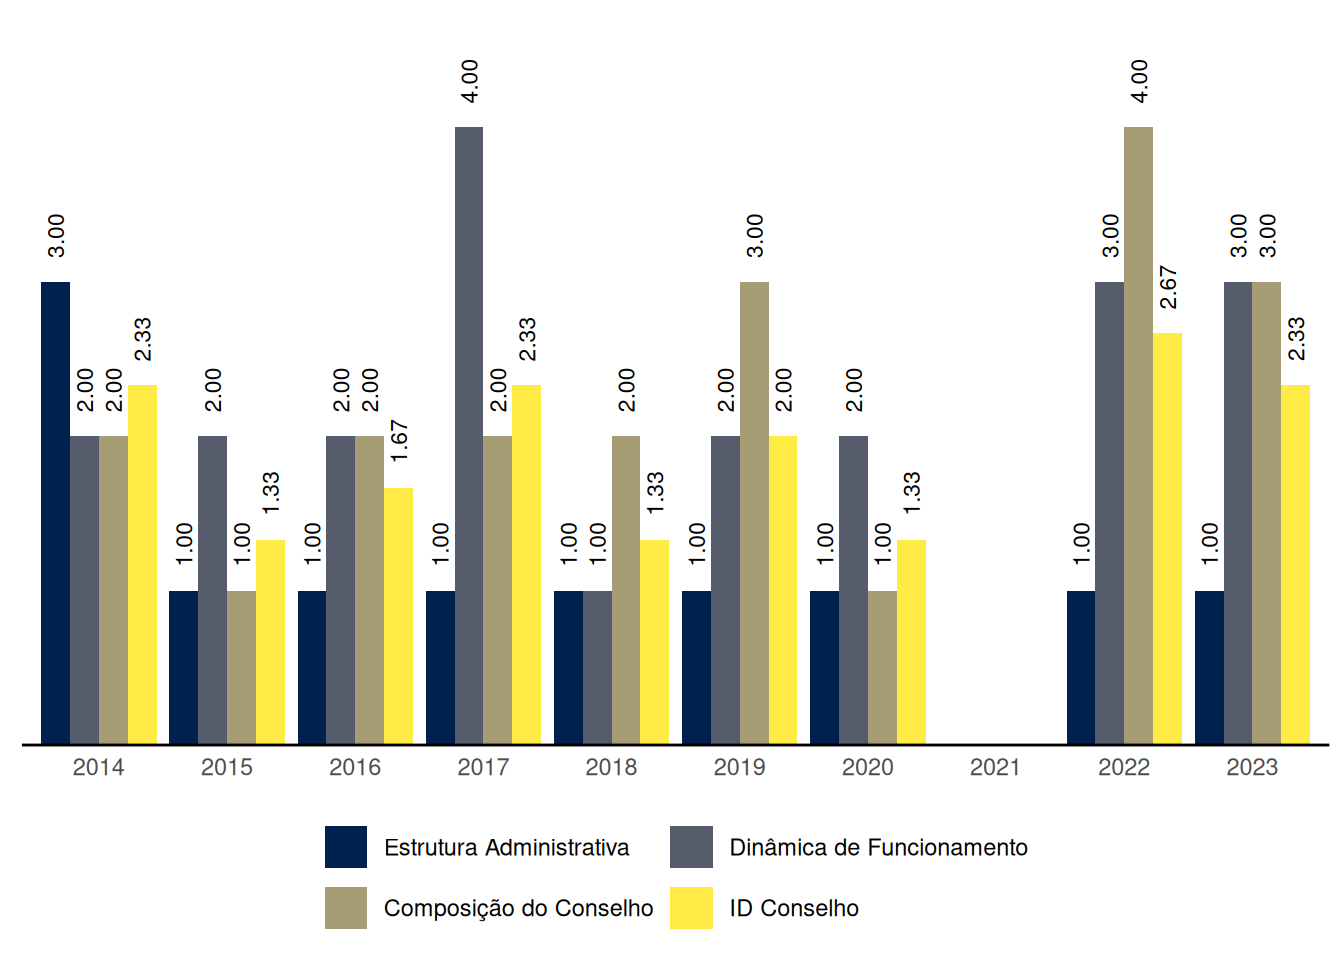 3.00 2.00 2.00 2.33 1.00 2.00 1.00 1.33 1.00 2.00 2.00 1.67 1.00 4.00 2.00 2.33 1.00 1.00 2.00 1.33 1.00 2.00 3.00 2.00 1.00 2.00 1.00 1.33 1.00 3.00 4.00 2.67 1.00 3.00 3.00 2.33
2014 2015 2016 2017 2018 2019 2020 2021 2022 2023
Estrutura Administrativa Dinâmica de Funcionamento
Composição do Conselho ID Conselho